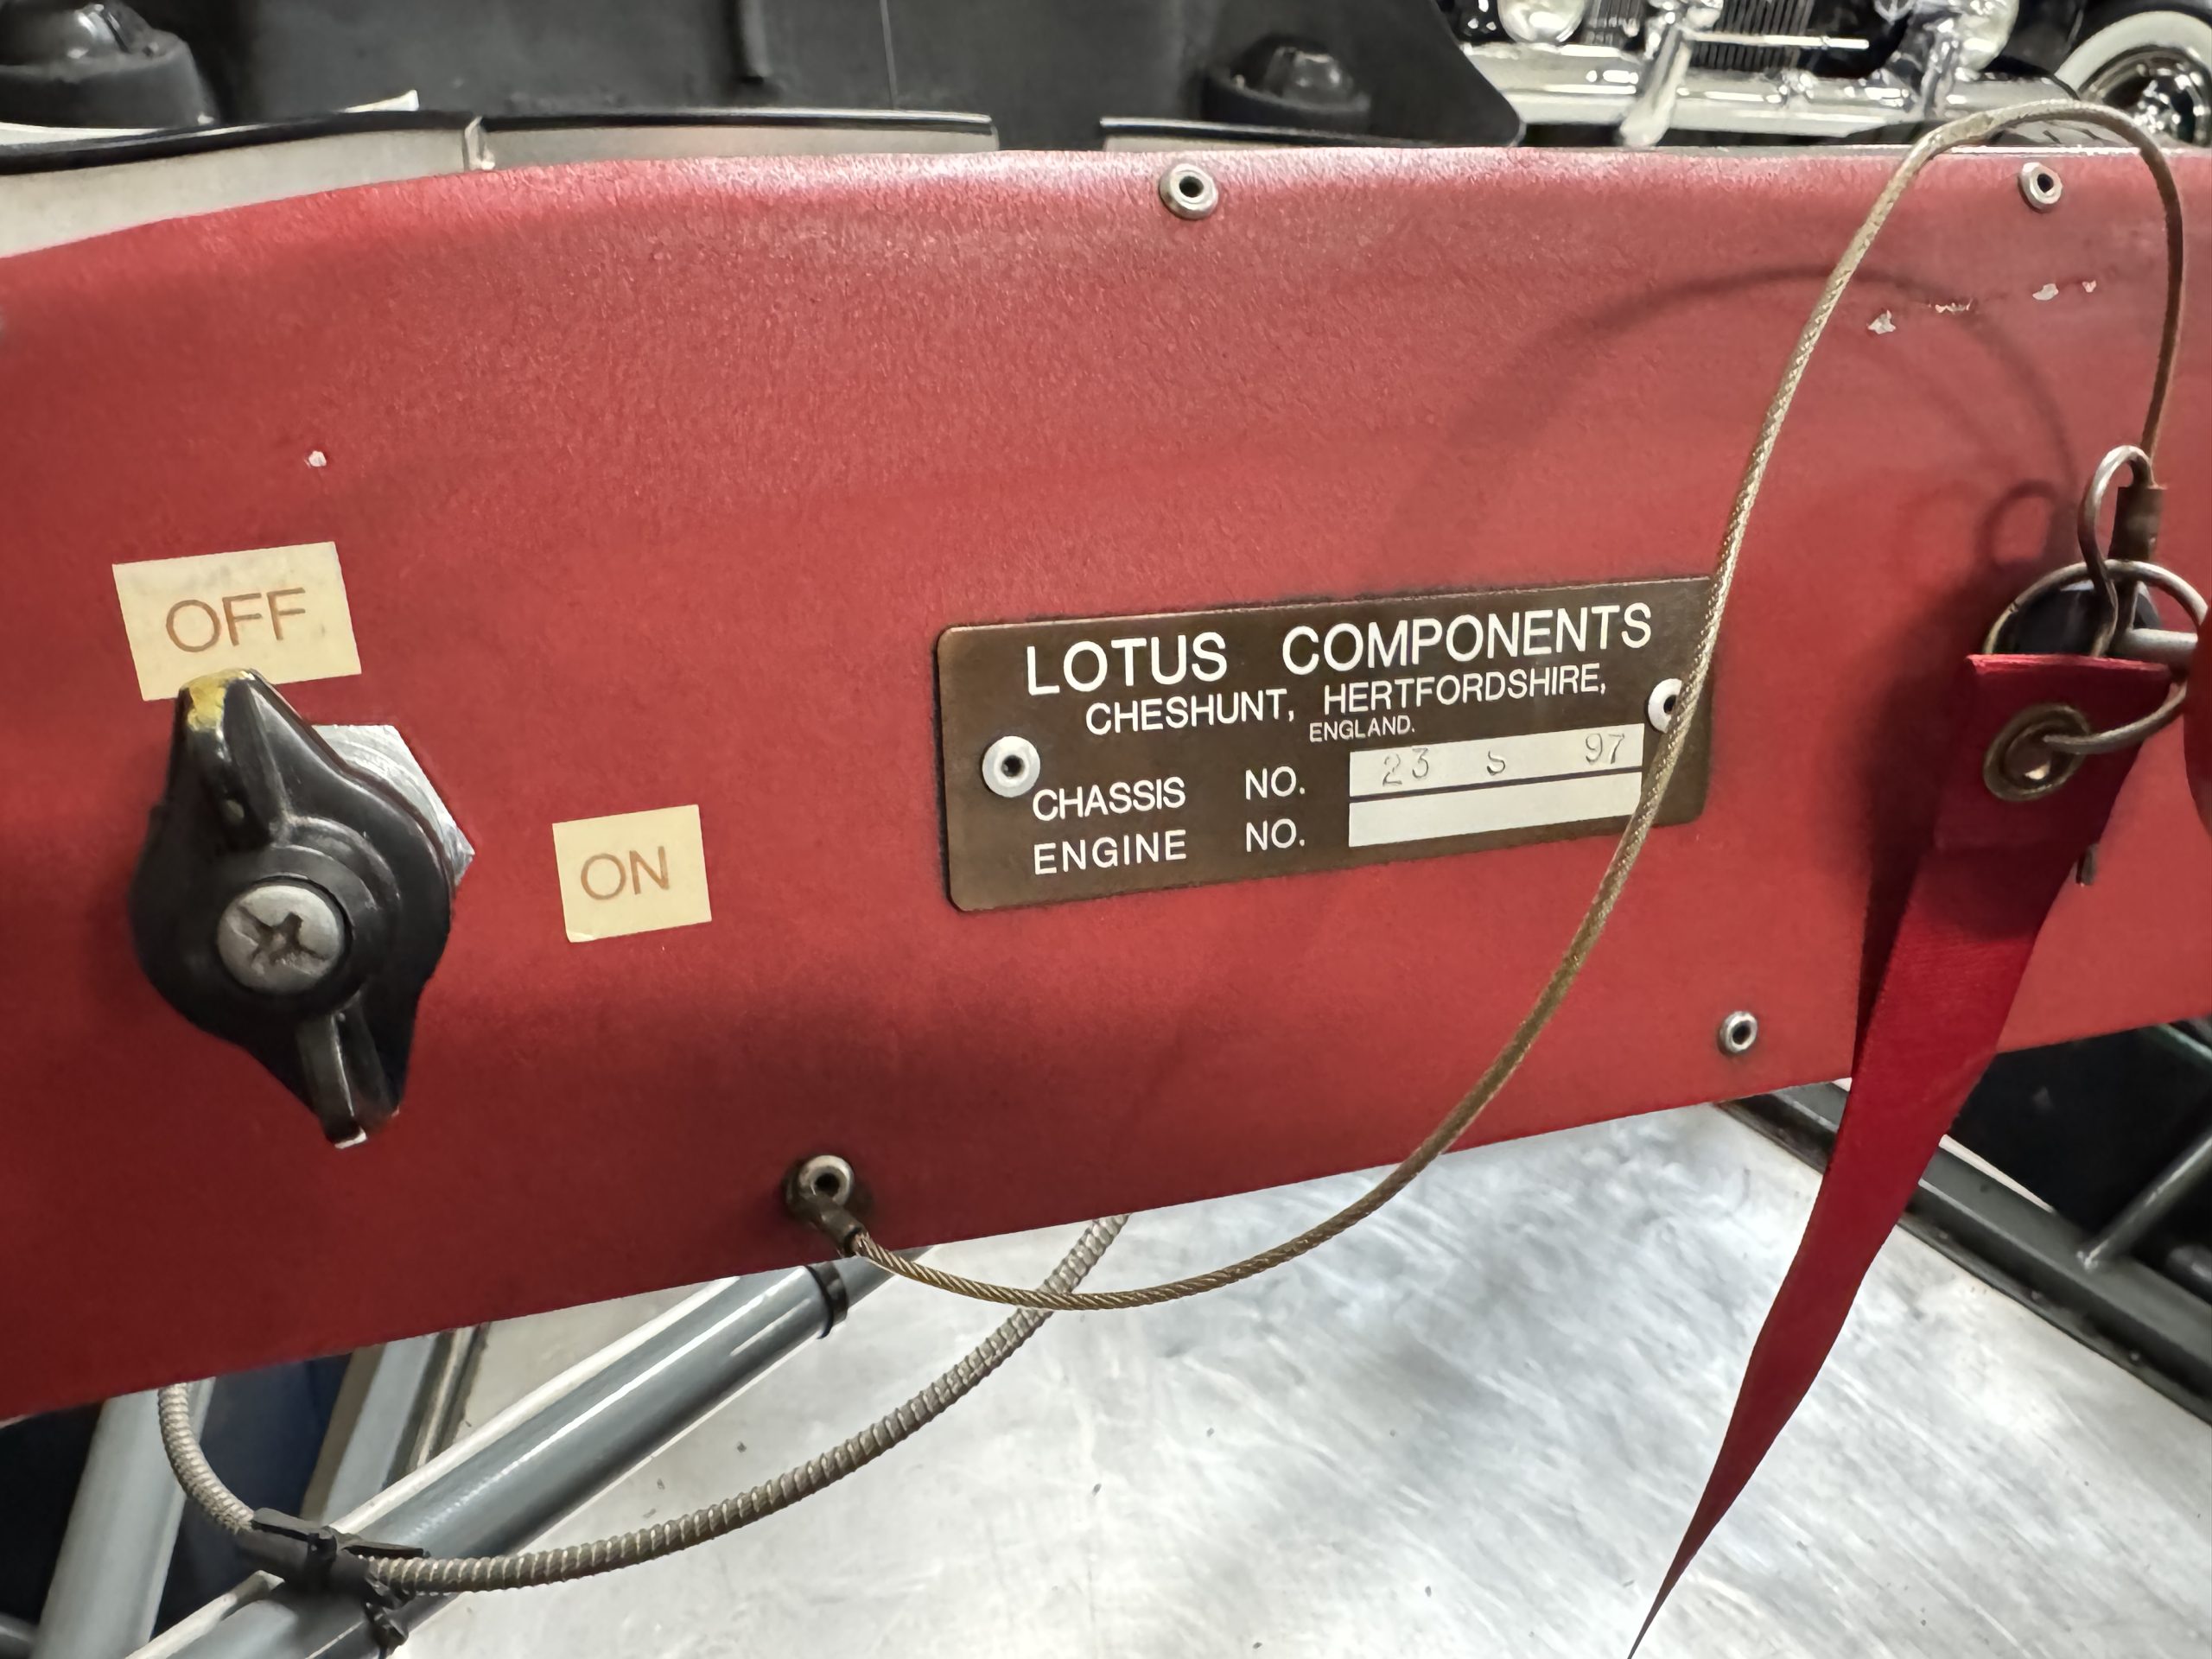 OFF
ON
LOTUS COMPONENTS
CHESHUNT, HERTFORDSHIRE,
ENGLAND.
CHASSIS NO. 23 S 97
ENGINE NO.